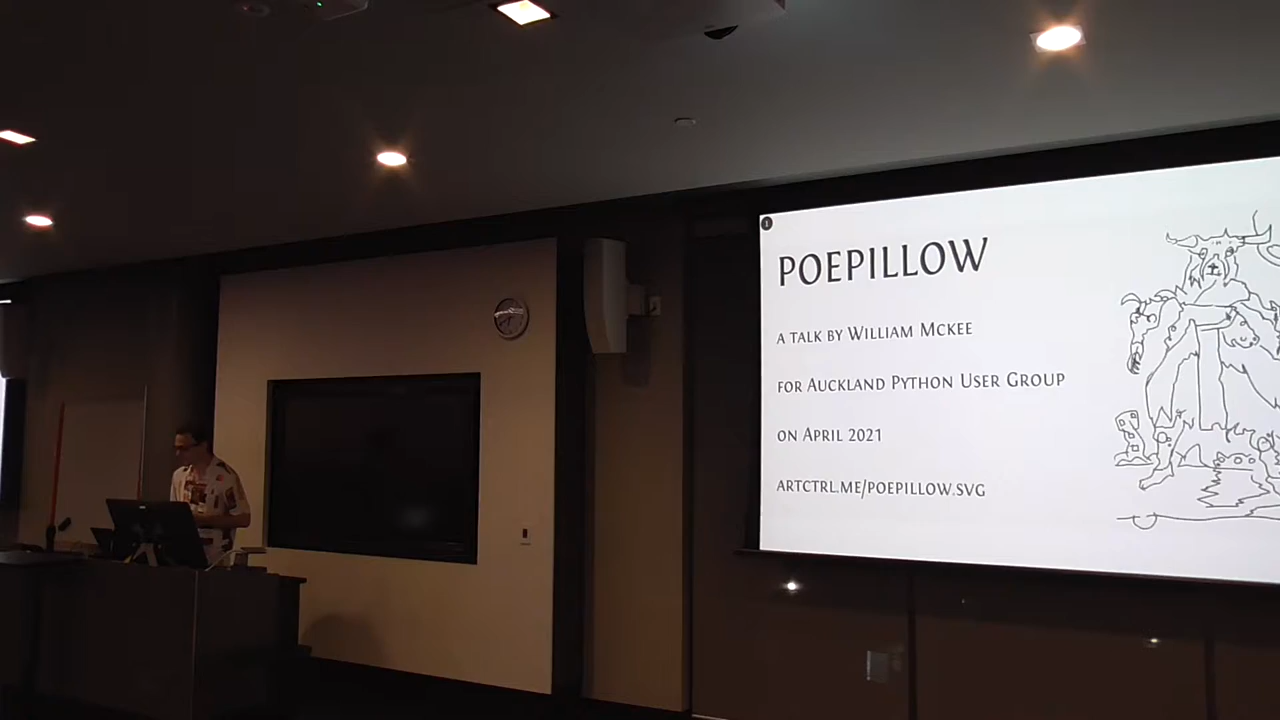 POEPILLOW
A TALK BY WILLIAM MCKEE
FOR AUCKLAND PYTHON USER GROUP
ON APRIL 2021
ARTCTRL.ME/POEPILLOW.SVG